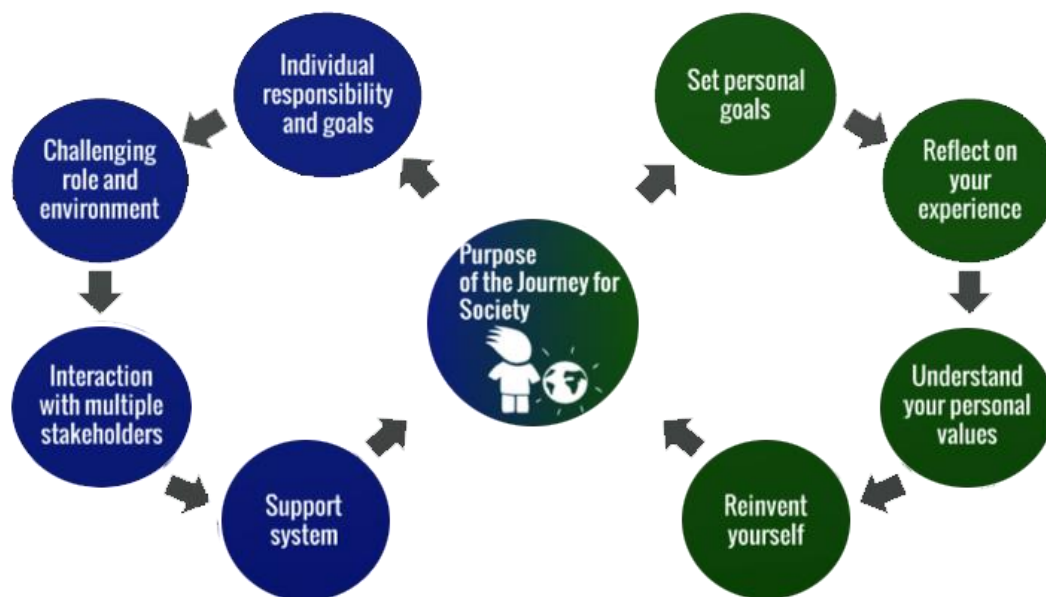 Individual
responsibility
and goals
Challenging
role and
environment
Interaction
with multiple
stakeholders
Support
system
Purpose
of the Journey for
Society
Set personal
goals
Reflect on
your
experience
Understand
your personal
values
Reinvent
yourself